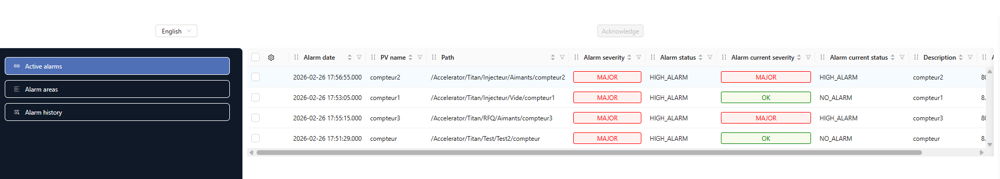 English
Acknowledge
Active alarms
Alarm areas
Alarm history
Alarm date PV name Path Alarm severity Alarm status Alarm current severity Alarm current status Description
2026-02-26 17:56:55.000 compteur2 /Accelerator/Titan/Injecteur/Aimants/compteur2 MAJOR HIGH_ALARM MAJOR HIGH_ALARM compteur2
2026-02-26 17:53:05.000 compteur1 /Accelerator/Titan/Injecteur/Vide/compteur1 MAJOR HIGH_ALARM OK NO_ALARM compteur1 8.
2026-02-26 17:55:15.000 compteur3 /Accelerator/Titan/RFQ/Aimants/compteur3 MAJOR HIGH_ALARM MAJOR HIGH_ALARM compteur3
2026-02-26 17:51:29.000 compteur /Accelerator/Titan/Test/Test2/compteur MAJOR HIGH_ALARM OK NO_ALARM compteur 8.